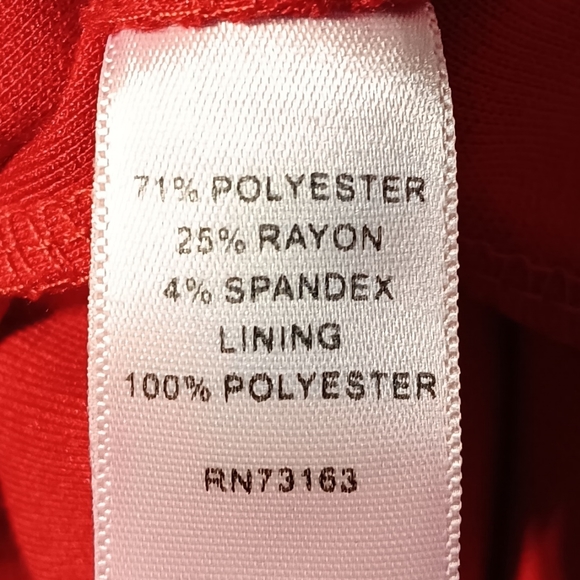 71% POLYESTER
25% RAYON
4% SPANDEX
LINING
100% POLYESTER
RN73163